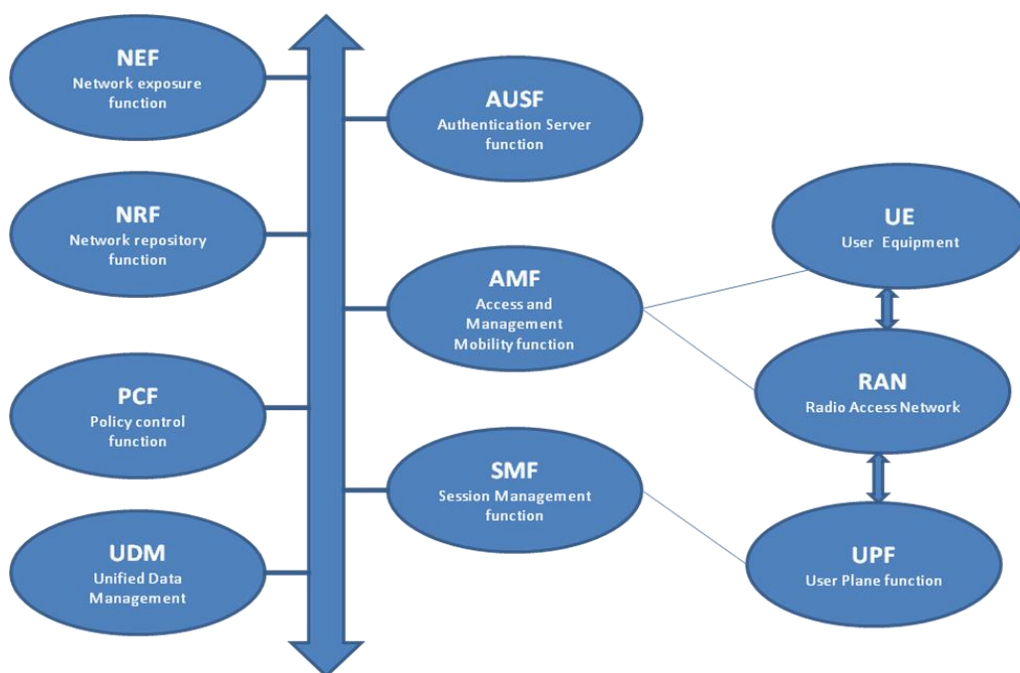 NEF
Network exposure
function
NRF
Network repository
function
PCF
Policy control
function
UDM
Unified Data
Management
AUSF
Authentication Server
function
AMF
Access and
Management
Mobility function
SMF
Session Management
function
UE
User Equipment
RAN
Radio Access Network
UPF
User Plane function